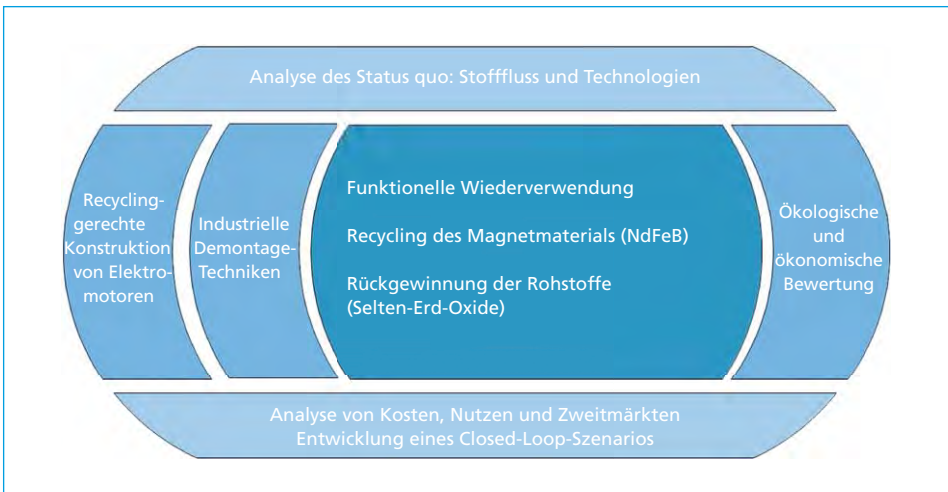 Analyse des Status quo: Stofffluss und Technologien
Recycling-
gerechte
Konstruktion
von Elektro-
motoren
Industrielle
Demontage-
Techniken
Funktionelle Wiederverwendung
Recycling des Magnetmaterials (NdFeB)
Rückgewinnung der Rohstoffe
(Selten-Erd-Oxide)
Ökologische
und
ökonomische
Bewertung
Analyse von Kosten, Nutzen und Zweitmärkten
Entwicklung eines Closed-Loop-Szenarios